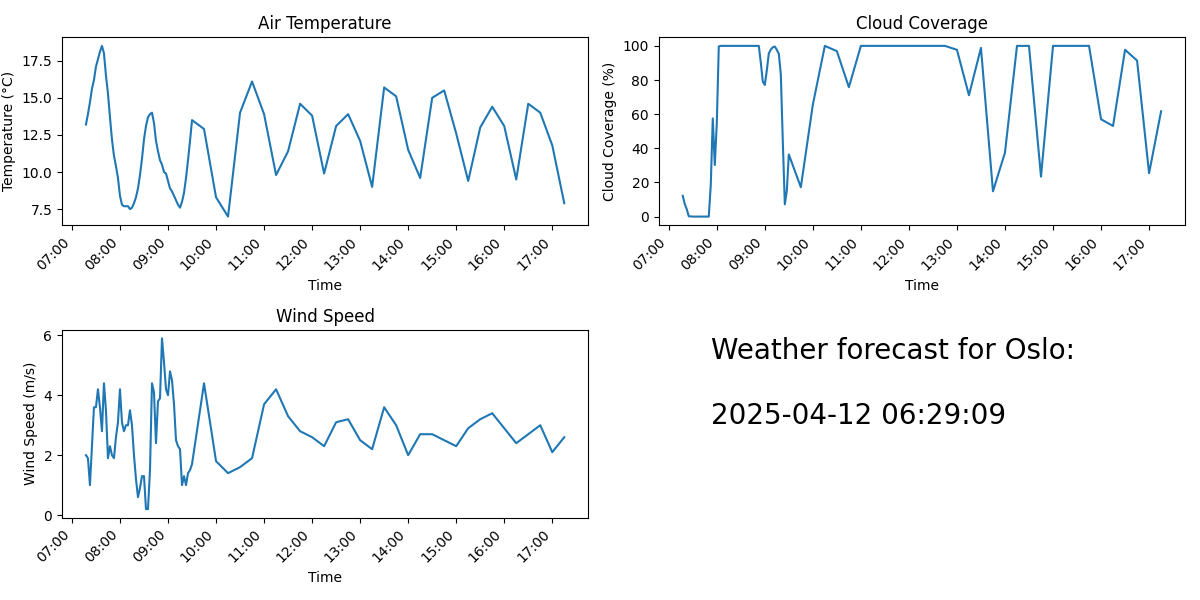 Air Temperature
Temperature (°C)
17.5
15.0
12.5
10.0
7.5
07:00 08:00 09:00 10:00 11:00 12:00 13:00 14:00 15:00 16:00 17:00
Time
Cloud Coverage
Cloud Coverage (%)
100
80
60
40
20
0
07:00 08:00 09:00 10:00 11:00 12:00 13:00 14:00 15:00 16:00 17:00
Time
Wind Speed
Wind Speed (m/s)
6
4
2
0
07:00 08:00 09:00 10:00 11:00 12:00 13:00 14:00 15:00 16:00 17:00
Time
Weather forecast for Oslo:
2025-04-12 06:29:09